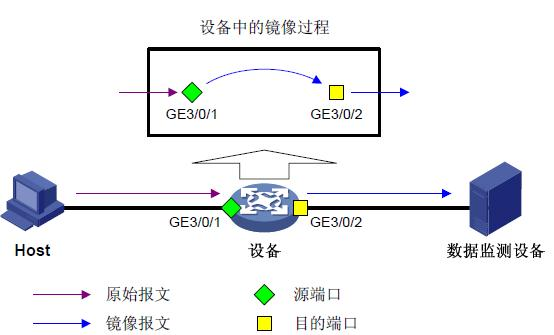 设备中的镜像过程
GE3/0/1
GE3/0/2
GE3/0/1
GE3/0/2
Host
设备
数据监测设备
原始报文
源端口
镜像报文
目的端口